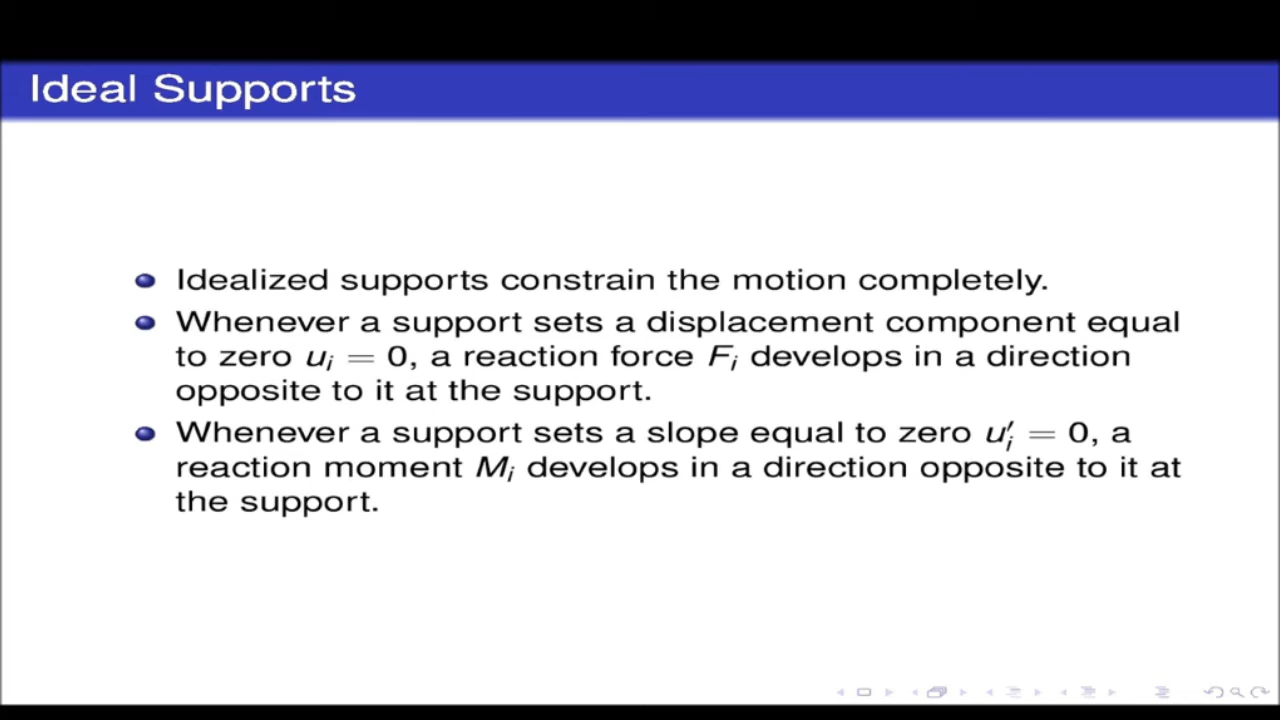 Ideal Supports
Idealized supports constrain the motion completely.
Whenever a support sets a displacement component equal
to zero uᵢ = 0, a reaction force Fᵢ develops in a direction
opposite to it at the support.
Whenever a support sets a slope equal to zero u′ᵢ = 0, a
reaction moment Mᵢ develops in a direction opposite to it at
the support.